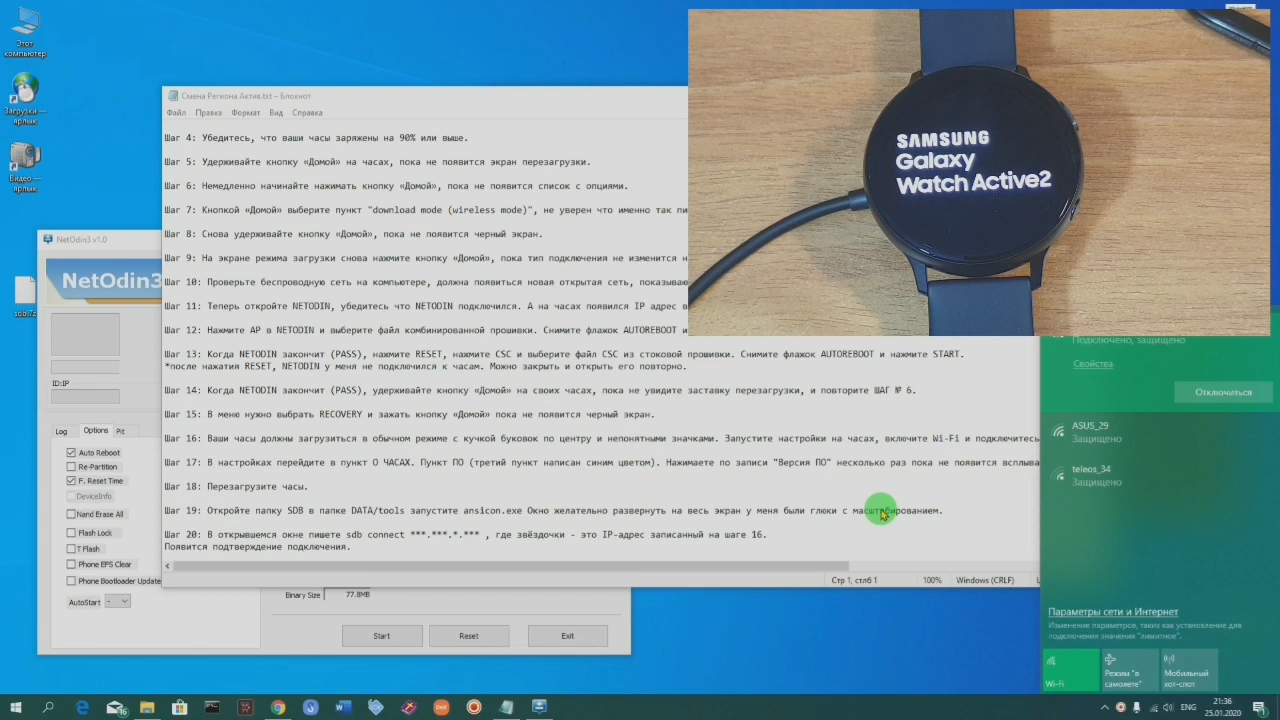 Этот
компьютер
Загрузки —
ярлык
Видео —
ярлык
sdb.7z
SAMSUNG
Galaxy
Watch Active2
Смена Региона Актив.txt – Блокнот
Файл Правка Формат Вид Справка
Шаг 4: Убедитесь, что ваши часы заряжены на 90% или выше.
Шаг 5: Удерживайте кнопку «Домой» на часах, пока не появится экран перезагрузки.
Шаг 6: Немедленно начинайте нажимать кнопку «Домой», пока не появится список с опциями.
Шаг 7: Кнопкой «Домой» выберите пункт "download mode (wireless mode)", не уверен что именно так пи
Шаг 8: Снова удерживайте кнопку «Домой», пока не появится черный экран.
Шаг 9: На экране режима загрузки снова нажмите кнопку «Домой», пока тип подключения не изменится н
Шаг 10: Проверьте беспроводную сеть на компьютере, должна появиться новая открытая сеть, показываю
Шаг 11: Теперь откройте NETODIN, убедитесь что NETODIN подключился. А на часах появился IP адрес в
Шаг 12: Нажмите AP в NETODIN и выберите файл комбинированной прошивки. Снимите флажок AUTOREBOOT и
Шаг 13: Когда NETODIN закончит (PASS), нажмите RESET, нажмите CSC и выберите файл CSC из стоковой прошивки. Снимите флажок AUTOREBOOT и нажмите START.
*после нажатия RESET, NETODIN у меня не подключился к часам. Можно закрыть и открыть его повторно.
Шаг 14: Когда NETODIN закончит (PASS), удерживайте кнопку «Домой» на своих часах, пока не увидите заставку перезагрузки, и повторите ШАГ № 6.
Шаг 15: В меню нужно выбрать RECOVERY и зажать кнопку «Домой» пока не появится черный экран.
Шаг 16: Ваши часы должны загрузиться в обычном режиме с кучкой буковок по центру и непонятными значками. Запустите настройки на часах, включите Wi-Fi и подключитесь
Шаг 17: В настройках перейдите в пункт О ЧАСАХ. Пункт ПО (третий пункт написан синим цветом). Нажимаете по записи "Версия ПО" несколько раз пока не появится всплыва
Шаг 18: Перезагрузите часы.
Шаг 19: Откройте папку SDB в папке DATA/tools запустите ansicon.exe Окно желательно развернуть на весь экран у меня были глюки с масштабированием.
Шаг 20: В открывшемся окне пишете sdb connect ***.***.*.*** , где звёздочки - это IP-адрес записанный на шаге 16.
Появится подтверждение подключения.
Стр 1, стлб 1 100% Windows (CRLF)
NetOdin3 v1.0
NetOdin3
ID:IP
Log Options Pit
Auto Reboot
Re-Partition
F. Reset Time
DeviceInfo
Nand Erase All
Flash Lock
T Flash
Phone EPS Clear
Phone Bootloader Update
AutoStart : -
Binary Size 77.8MB
Start Reset Exit
Подключено, защищено
Свойства
Отключиться
ASUS_29
Защищено
teleos_34
Защищено
Параметры сети и Интернет
Изменение параметров, таких как установление для
подключения значения "лимитное".
Wi-Fi
Режим "в
самолете"
Мобильный
хот-спот
ENG
21:36
25.01.2020